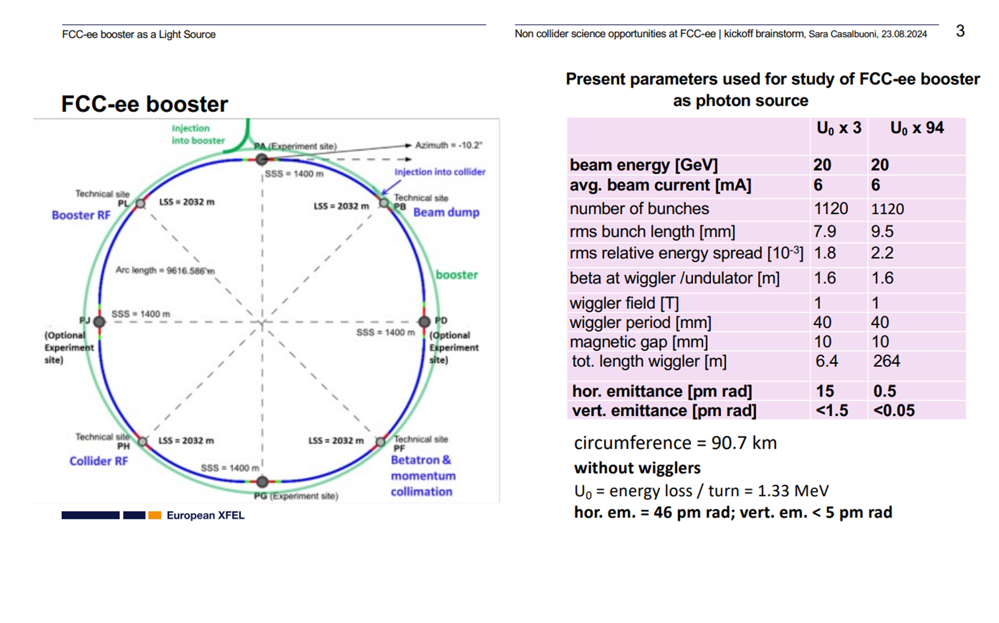 FCC-ee booster as a Light Source
Non collider science opportunities at FCC-ee | kickoff brainstorm, Sara Casalbuoni, 23.08.2024
3
FCC-ee booster
Injection
into booster
PA (Experiment site)
Azimuth = -10.2°
SSS = 1400 m
Injection into collider
Technical site
PL
LSS = 2032 m
Booster RF
LSS = 2032 m
Technical site
PB
Beam dump
Arc length = 9616.586 m
booster
PJ
SSS = 1400 m
(Optional
Experiment
site)
PD
SSS = 1400 m
(Optional
Experiment
site)
Technical site
PH
LSS = 2032 m
Collider RF
LSS = 2032 m
Technical site
PF
Betatron &
momentum
collimation
SSS = 1400 m
PG (Experiment site)
European XFEL
Present parameters used for study of FCC-ee booster
as photon source
U₀ x 3 U₀ x 94
beam energy [GeV] 20 20
avg. beam current [mA] 6 6
number of bunches 1120 1120
rms bunch length [mm] 7.9 9.5
rms relative energy spread [10⁻³] 1.8 2.2
beta at wiggler /undulator [m] 1.6 1.6
wiggler field [T] 1 1
wiggler period [mm] 40 40
magnetic gap [mm] 10 10
tot. length wiggler [m] 6.4 264
hor. emittance [pm rad] 15 0.5
vert. emittance [pm rad] <1.5 <0.05
circumference = 90.7 km
without wigglers
U₀ = energy loss / turn = 1.33 MeV
hor. em. = 46 pm rad; vert. em. < 5 pm rad